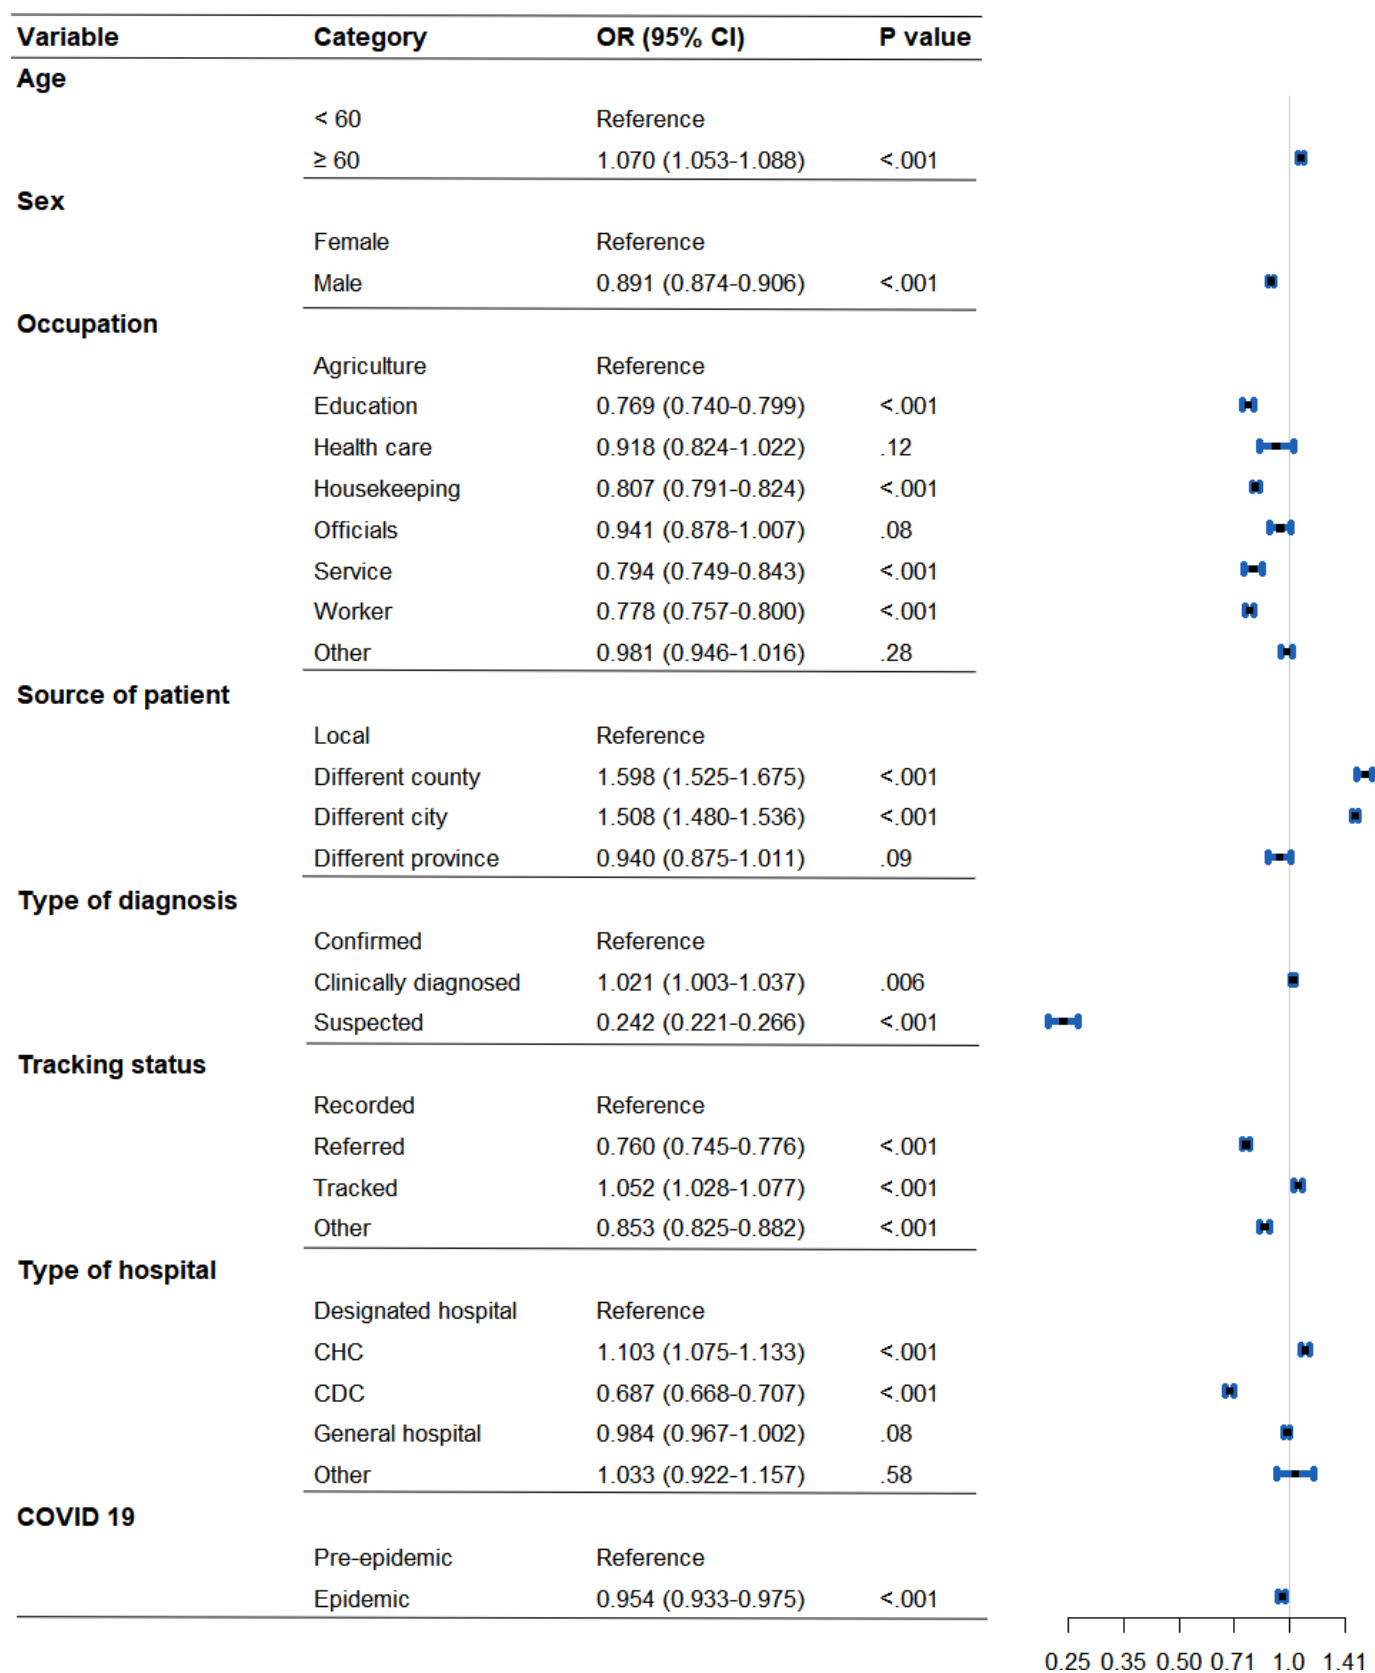 Variable Category OR (95% CI) P value
Age
< 60 Reference
≥ 60 1.070 (1.053-1.088) <.001
Sex
Female Reference
Male 0.891 (0.874-0.906) <.001
Occupation
Agriculture Reference
Education 0.769 (0.740-0.799) <.001
Health care 0.918 (0.824-1.022) .12
Housekeeping 0.807 (0.791-0.824) <.001
Officials 0.941 (0.878-1.007) .08
Service 0.794 (0.749-0.843) <.001
Worker 0.778 (0.757-0.800) <.001
Other 0.981 (0.946-1.016) .28
Source of patient
Local Reference
Different county 1.598 (1.525-1.675) <.001
Different city 1.508 (1.480-1.536) <.001
Different province 0.940 (0.875-1.011) .09
Type of diagnosis
Confirmed Reference
Clinically diagnosed 1.021 (1.003-1.037) .006
Suspected 0.242 (0.221-0.266) <.001
Tracking status
Recorded Reference
Referred 0.760 (0.745-0.776) <.001
Tracked 1.052 (1.028-1.077) <.001
Other 0.853 (0.825-0.882) <.001
Type of hospital
Designated hospital Reference
CHC 1.103 (1.075-1.133) <.001
CDC 0.687 (0.668-0.707) <.001
General hospital 0.984 (0.967-1.002) .08
Other 1.033 (0.922-1.157) .58
COVID 19
Pre-epidemic Reference
Epidemic 0.954 (0.933-0.975) <.001
0.25 0.35 0.50 0.71 1.0 1.41